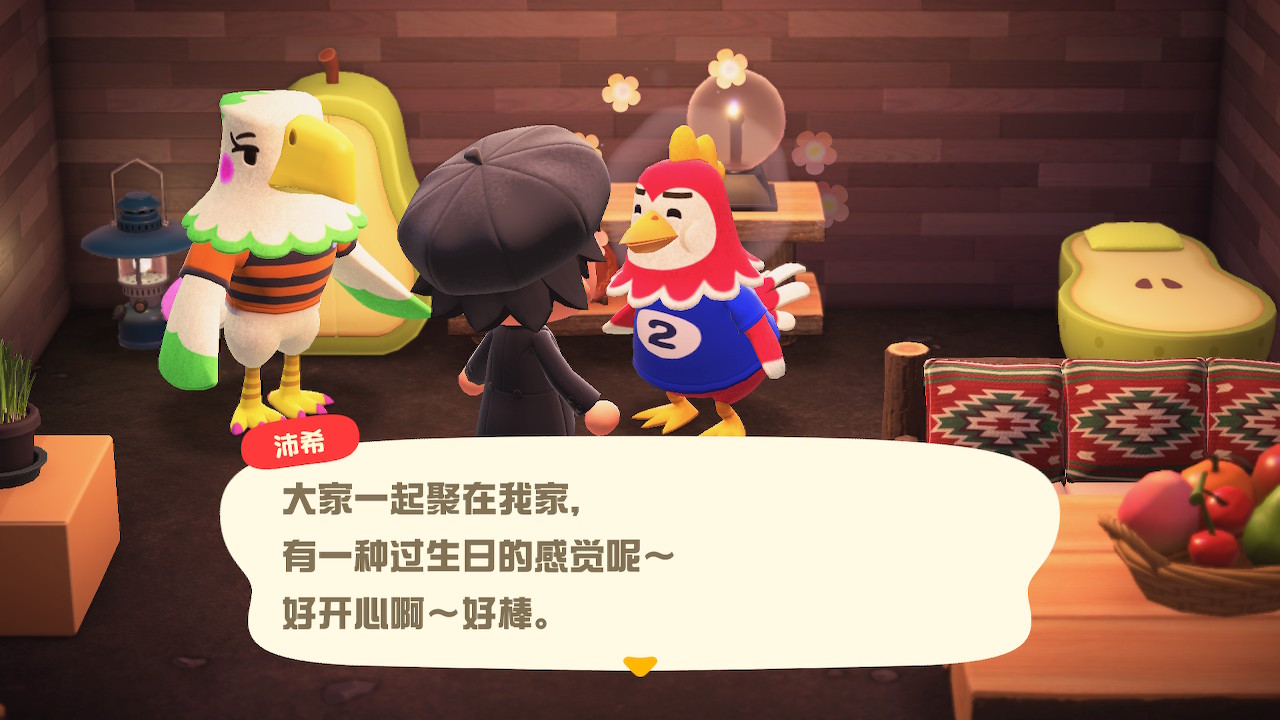 2
沛希
大家一起聚在我家，
有一种过生日的感觉呢～
好开心啊～好棒。